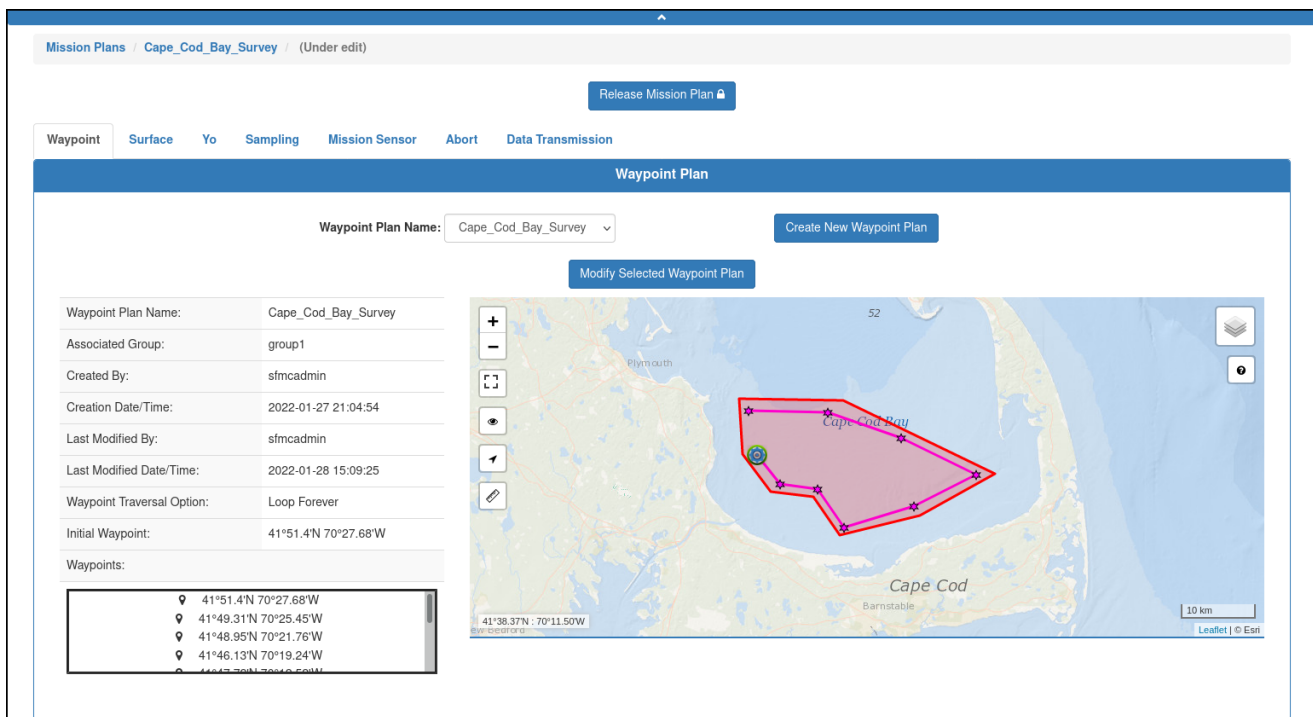 Mission Plans / Cape_Cod_Bay_Survey / (Under edit)
Release Mission Plan
Waypoint Surface Yo Sampling Mission Sensor Abort Data Transmission
Waypoint Plan
Waypoint Plan Name: Cape_Cod_Bay_Survey Create New Waypoint Plan
Modify Selected Waypoint Plan
Waypoint Plan Name: Cape_Cod_Bay_Survey
Associated Group: group1
Created By: sfmcadmin
Creation Date/Time: 2022-01-27 21:04:54
Last Modified By: sfmcadmin
Last Modified Date/Time: 2022-01-28 15:09:25
Waypoint Traversal Option: Loop Forever
Initial Waypoint: 41°51.4'N 70°27.68'W
Waypoints:
41°51.4'N 70°27.68'W
41°49.31'N 70°25.45'W
41°48.95'N 70°21.76'W
41°46.13'N 70°19.24'W
+
−
52
Plymouth
Cape Cod Bay
Cape Cod
Barnstable
41°38.37'N : 70°11.50'W
10 km
Leaflet | © Esri